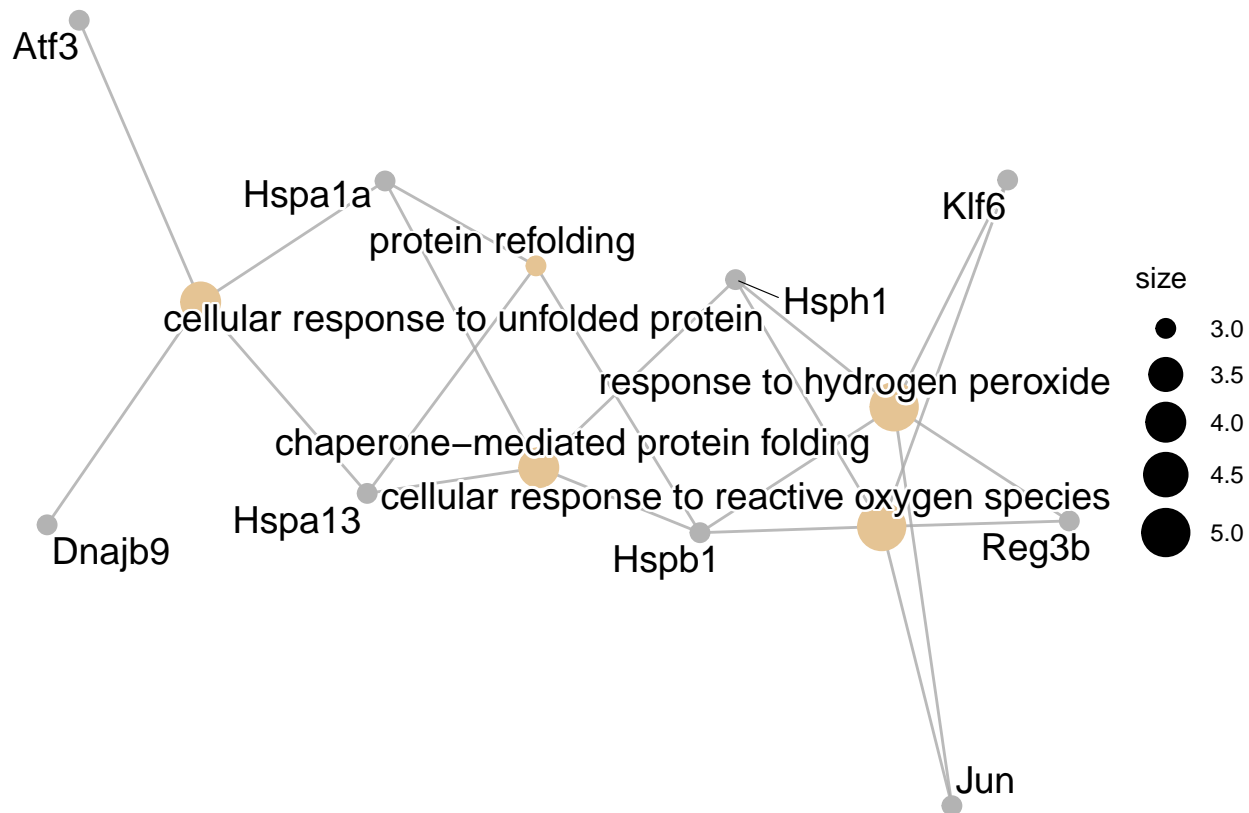 Atf3
Hspa1a
Klf6
protein refolding
size
Hsph1
cellular response to unfolded protein
3.0
response to hydrogen peroxide
3.5
4.0
chaperone−mediated protein folding
4.5
cellular response to reactive oxygen species
Hspa13
5.0
Reg3b
Dnajb9
Hspb1
Jun